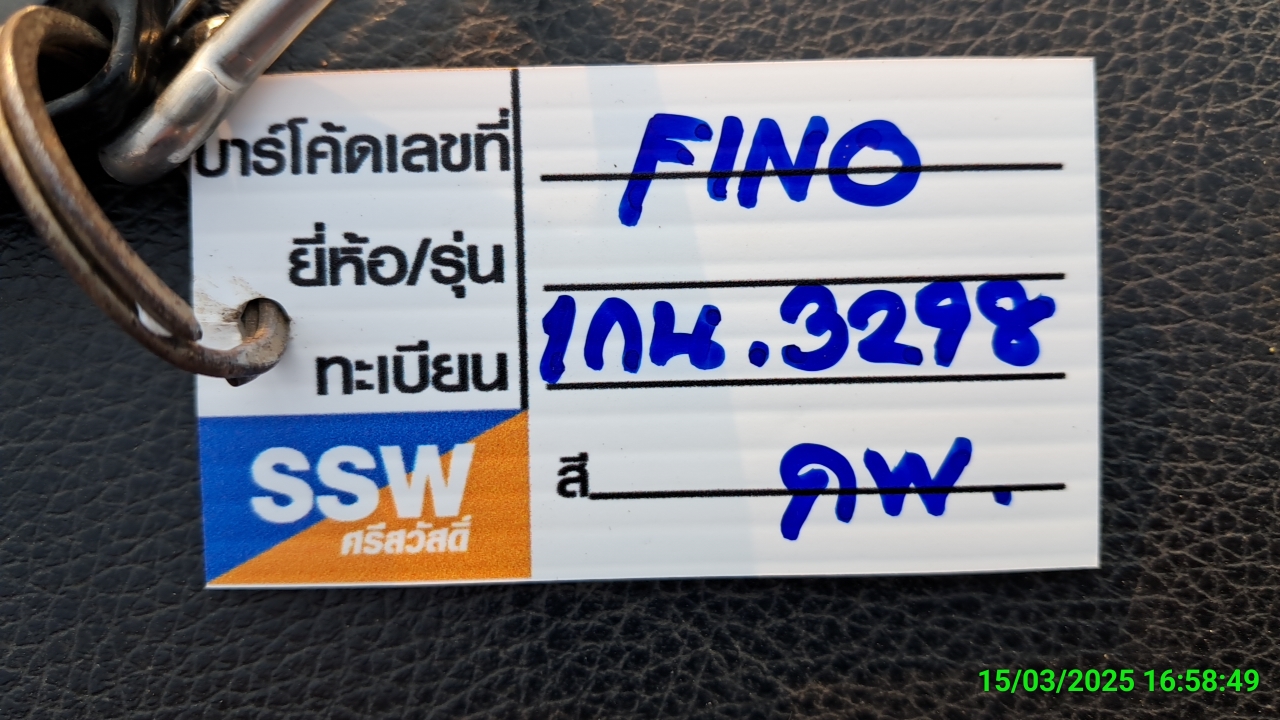 บาร์โค้ดเลขที่ FINO
ยี่ห้อ/รุ่น
ทะเบียน 1กน.3298
สี ดพ.
SSW
ศรีสวัสดิ์
15/03/2025 16:58:49